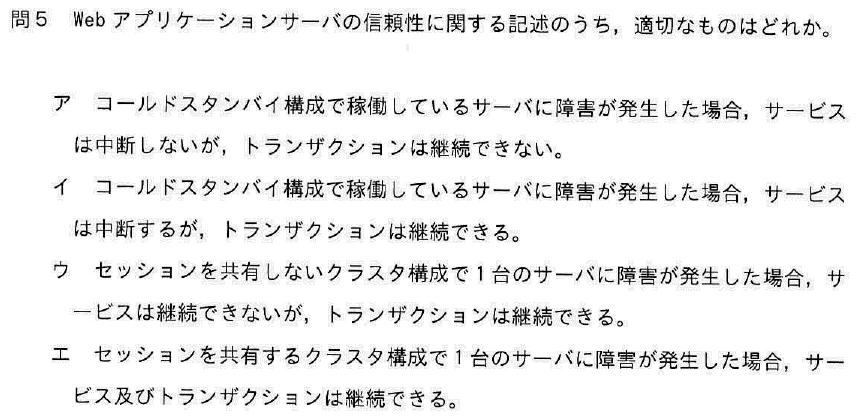 問５　Web アプリケーションサーバの信頼性に関する記述のうち，適切なものはどれか。
ア　コールドスタンバイ構成で稼働しているサーバに障害が発生した場合，サービス
は中断しないが，トランザクションは継続できない。
イ　コールドスタンバイ構成で稼働しているサーバに障害が発生した場合，サービス
は中断するが，トランザクションは継続できる。
ウ　セッションを共有しないクラスタ構成で１台のサーバに障害が発生した場合，サ
ービスは継続できないが，トランザクションは継続できる。
エ　セッションを共有するクラスタ構成で１台のサーバに障害が発生した場合，サー
ビス及びトランザクションは継続できる。